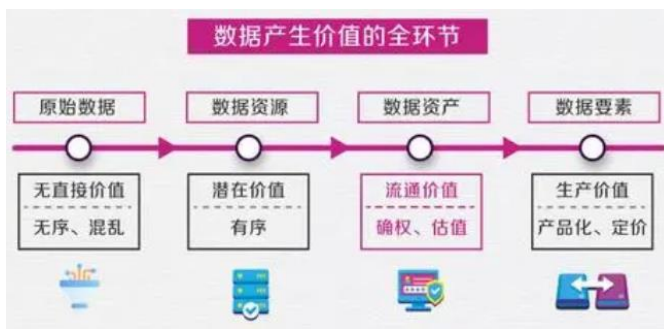 数据产生价值的全环节
原始数据
数据资源
数据资产
数据要素
无直接价值
无序、混乱
潜在价值
有序
流通价值
确权、估值
生产价值
产品化、定价